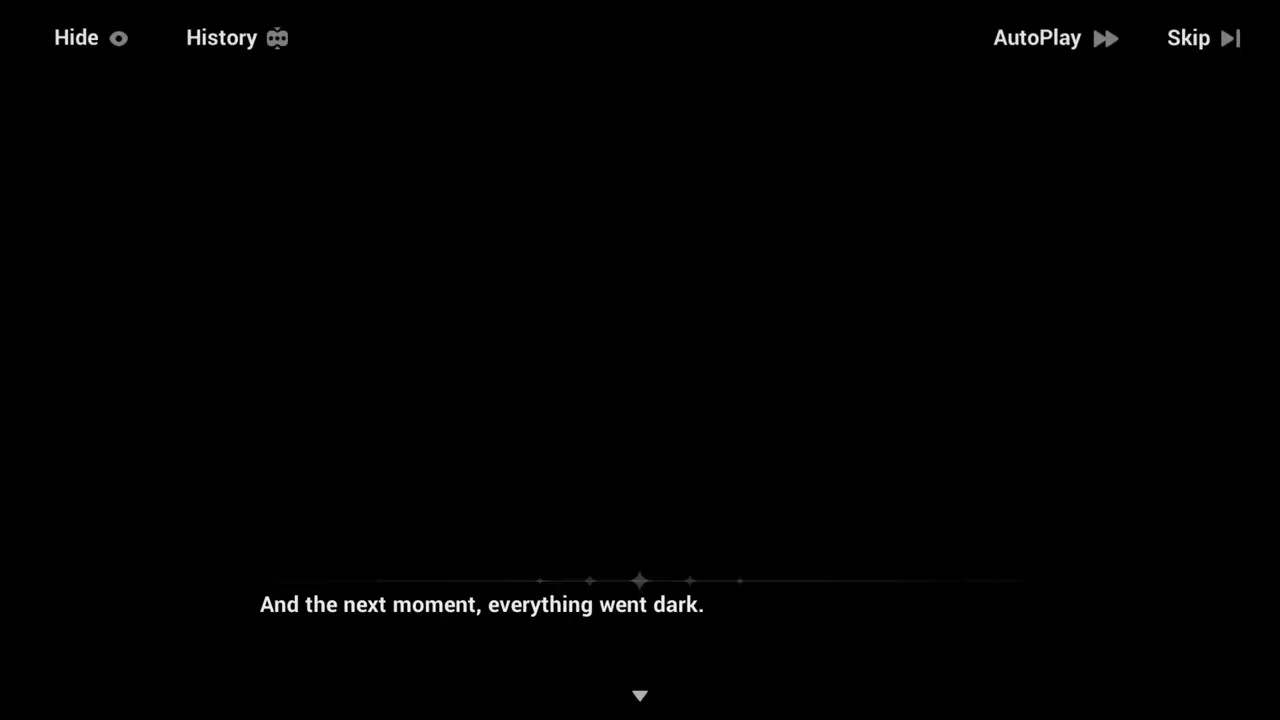 Hide
History
AutoPlay
Skip
And the next moment, everything went dark.